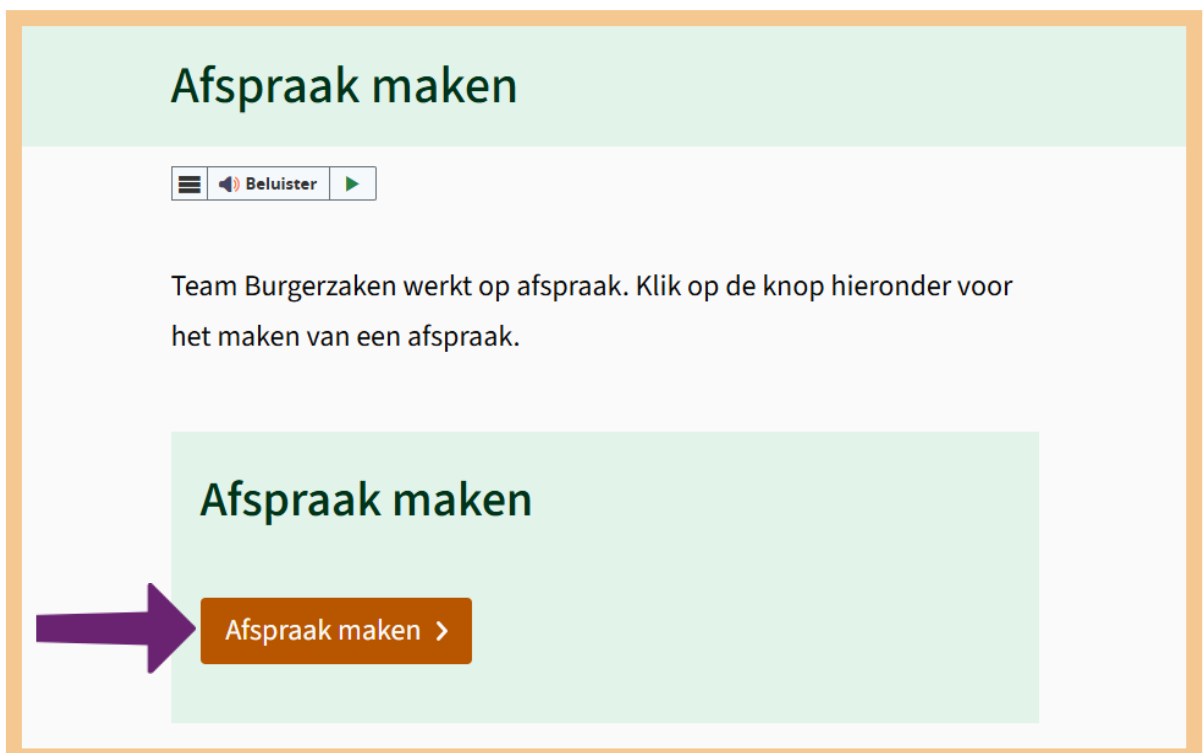 Afspraak maken
Beluister
Team Burgerzaken werkt op afspraak. Klik op de knop hieronder voor
het maken van een afspraak.
Afspraak maken
Afspraak maken